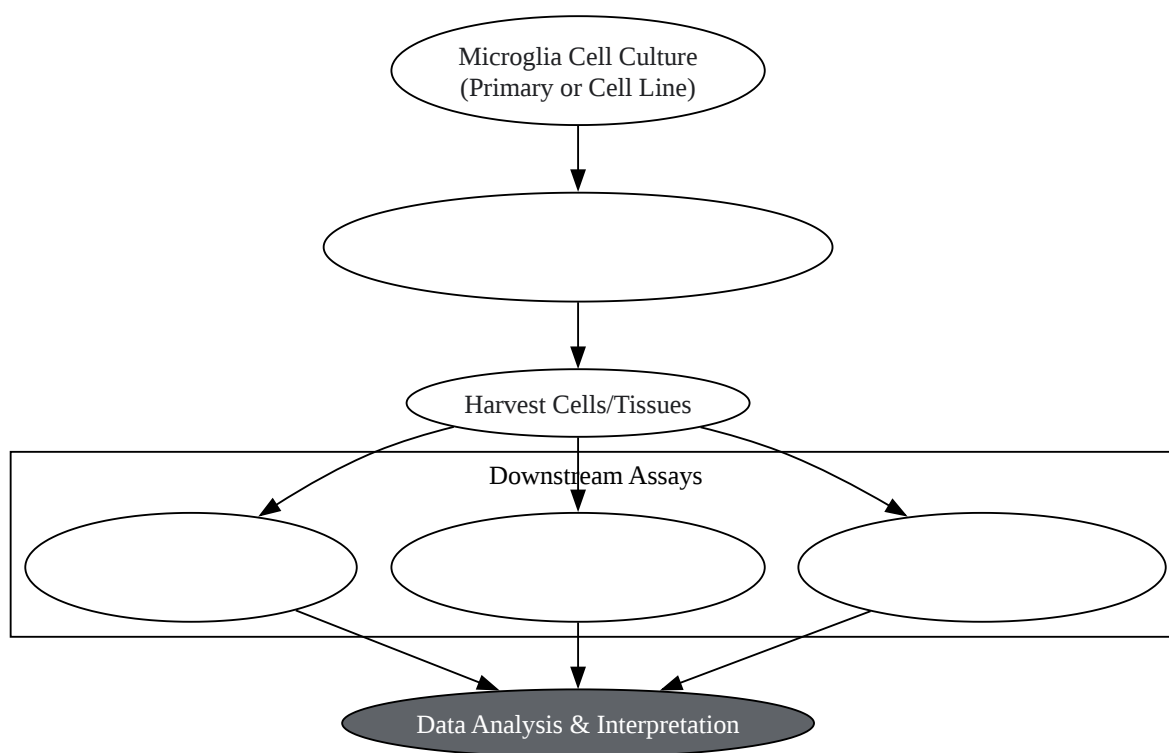 Microglia Cell Culture
(Primary or Cell Line)
Harvest Cells/Tissues
Downstream Assays
Data Analysis & Interpretation